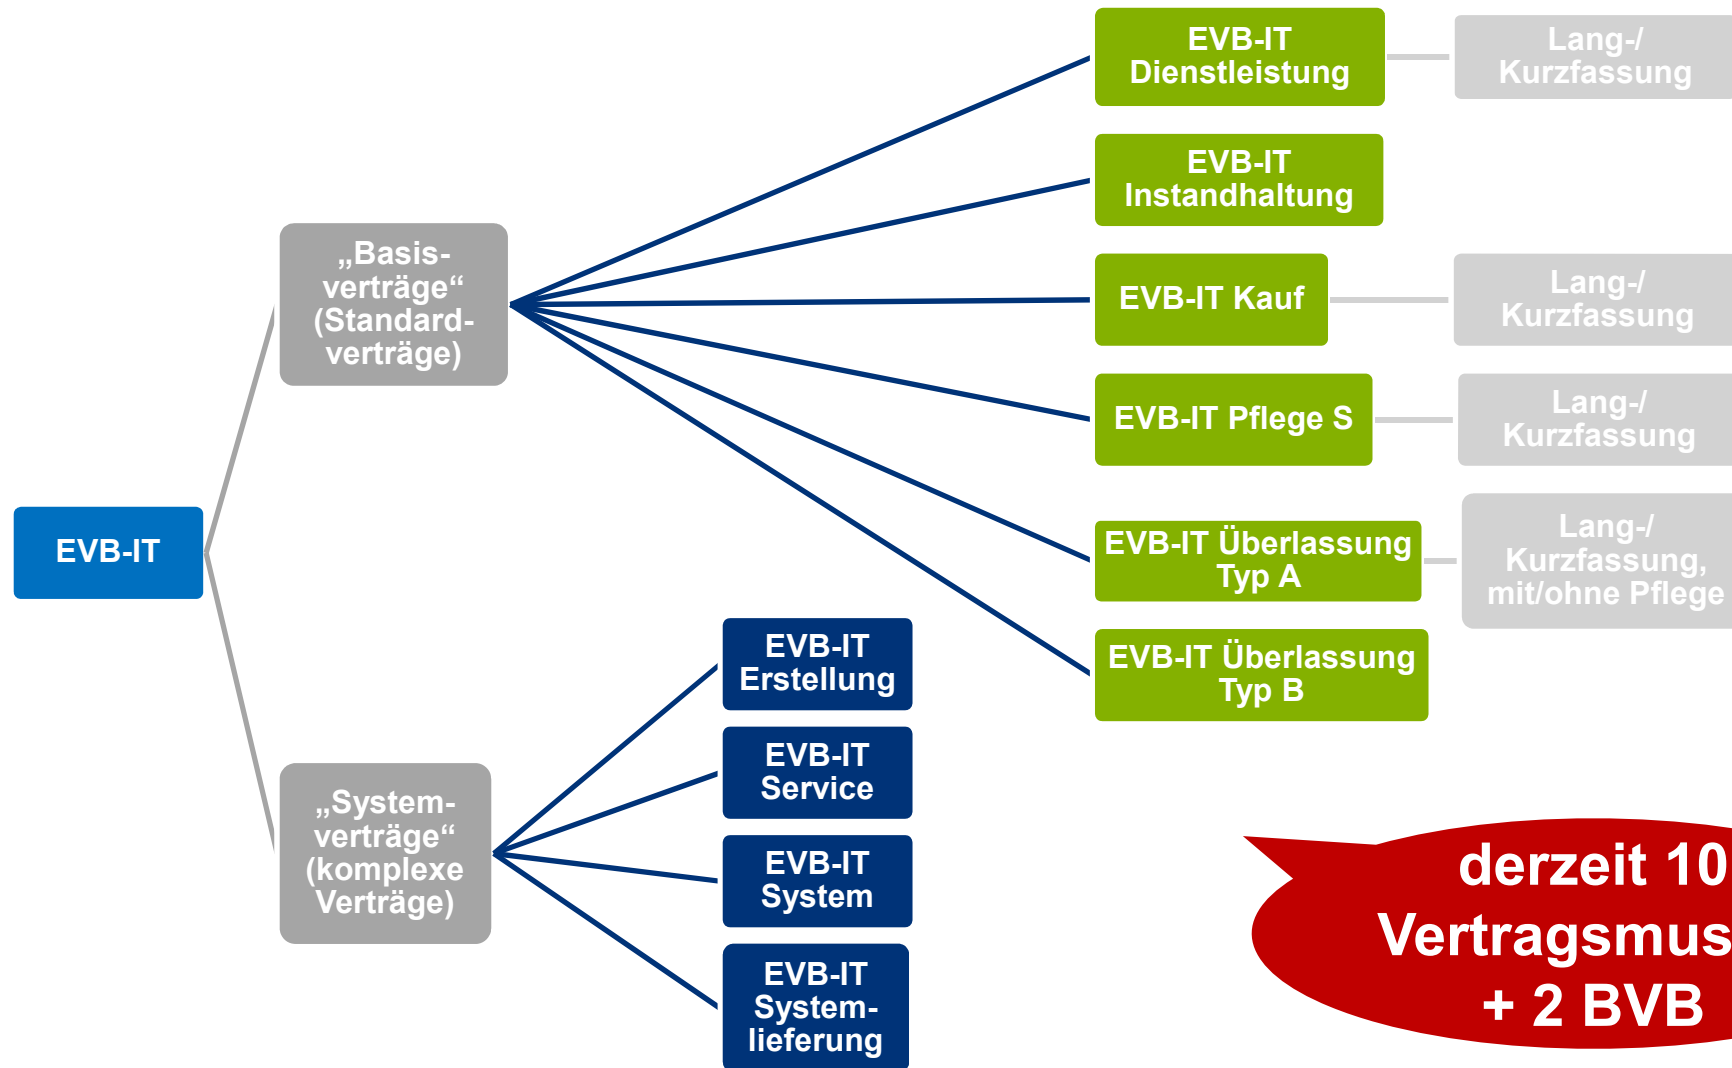 EVB-IT
„Basis-
verträge“
(Standard-
verträge)
EVB-IT
Dienstleistung
Lang-/
Kurzfassung
EVB-IT
Instandhaltung
EVB-IT Kauf
Lang-/
Kurzfassung
EVB-IT Pflege S
Lang-/
Kurzfassung
EVB-IT Überlassung
Typ A
Lang-/
Kurzfassung,
mit/ohne Pflege
EVB-IT Überlassung
Typ B
„System-
verträge“
(komplexe
Verträge)
EVB-IT
Erstellung
EVB-IT
Service
EVB-IT
System
EVB-IT
System-
lieferung
derzeit 10
Vertragsmus
+ 2 BVB